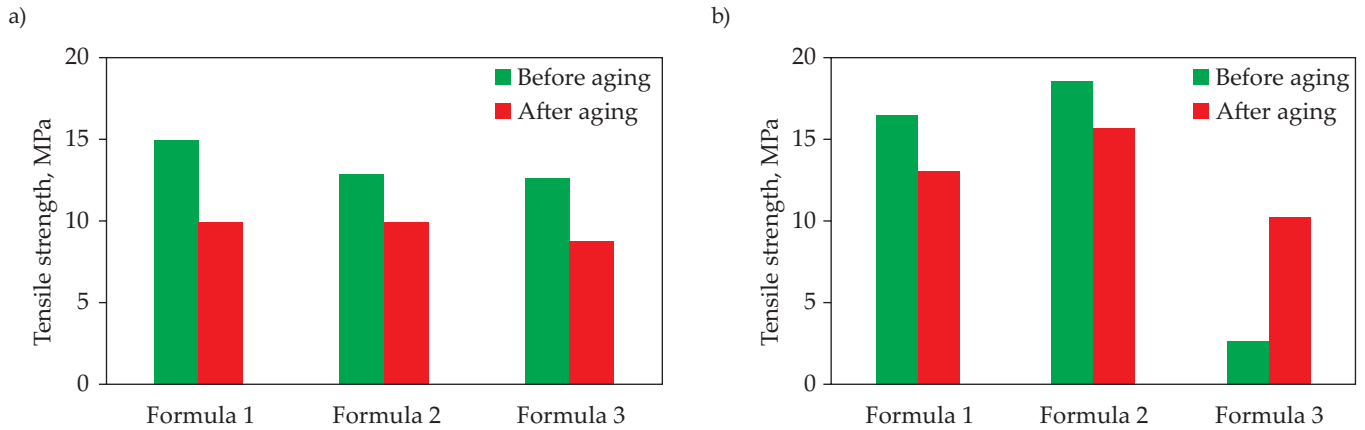 a)
Tensile strength, MPa
20
15
10
5
0
Before aging
After aging
Formula 1 Formula 2 Formula 3
b)
Tensile strength, MPa
20
15
10
5
0
Before aging
After aging
Formula 1 Formula 2 Formula 3